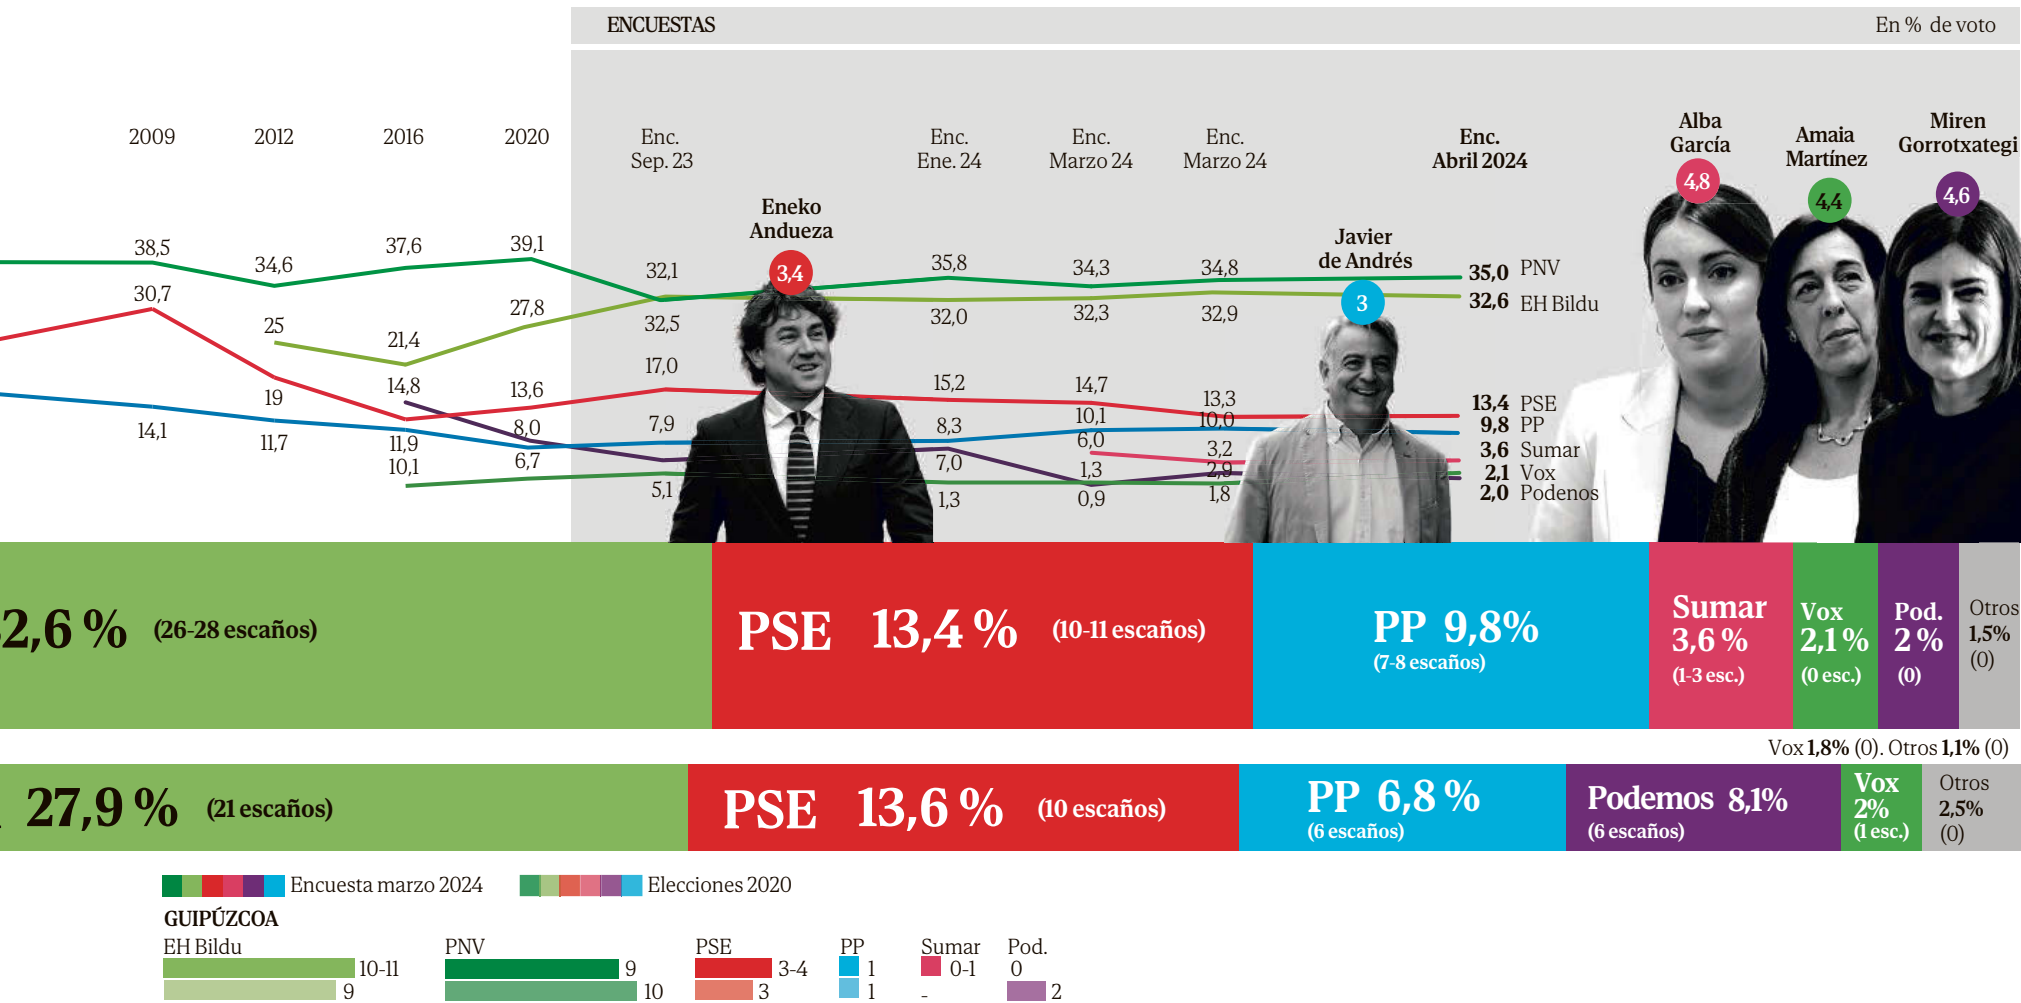 ENCUESTAS
En % de voto
2009
2012
2016
2020
Enc.
Sep. 23
Enc.
Ene. 24
Enc.
Marzo 24
Enc.
Marzo 24
Enc.
Abril 2024
Alba
García
4,8
Amaia
Martínez
4,4
Miren
Gorrotxategi
4,6
Eneko
Andueza
3,4
Javier
de Andrés
3
38,5
34,6
37,6
39,1
32,1
35,8
34,3
34,8
35,0 PNV
30,7
25
21,4
27,8
32,5
32,0
32,3
32,9
32,6 EH Bildu
19
14,8
13,6
17,0
15,2
14,7
13,3
13,4 PSE
14,1
11,7
11,9
8,0
7,9
8,3
10,1
10,0
9,8 PP
10,1
6,7
6,0
3,2
3,6 Sumar
7,0
1,3
2,9
2,1 Vox
5,1
1,3
0,9
1,8
2,0 Podenos
2,6 % (26-28 escaños)
PSE 13,4 % (10-11 escaños)
PP 9,8%
(7-8 escaños)
Sumar
3,6 %
(1-3 esc.)
Vox
2,1 %
(0 esc.)
Pod.
2 %
(0)
Otros
1,5%
(0)
Vox 1,8% (0). Otros 1,1% (0)
27,9 % (21 escaños)
PSE 13,6 % (10 escaños)
PP 6,8 %
(6 escaños)
Podemos 8,1%
(6 escaños)
Vox
2%
(1 esc.)
Otros
2,5%
(0)
Encuesta marzo 2024
Elecciones 2020
GUIPÚZCOA
EH Bildu
10-11
9
PNV
9
10
PSE
3-4
3
PP
1
1
Sumar
0-1
-
Pod.
0
2